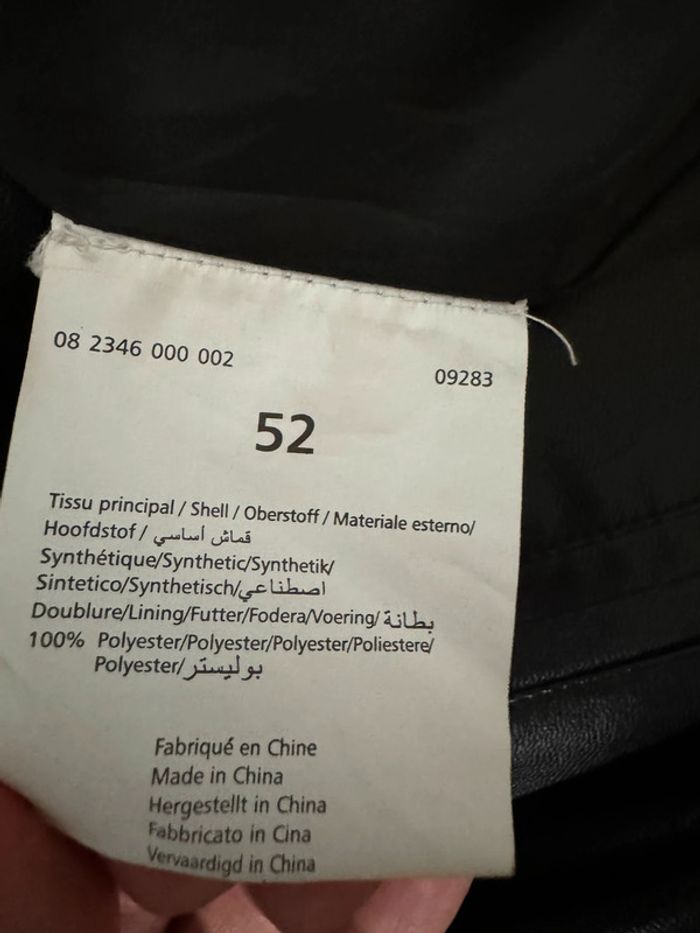 08 2346 000 002
09283
52
Tissu principal / Shell / Oberstoff / Materiale esterno/
Hoofdstof / قماش أساسي
Synthétique/Synthetic/Synthetik/
Sintetico/Synthetisch/اصطناعي
Doublure/Lining/Futter/Fodera/Voering/بطانة
100% Polyester/Polyester/Polyester/Poliestere/
Polyester/بوليستر
Fabriqué en Chine
Made in China
Hergestellt in China
Fabbricato in Cina
Vervaardigd in China